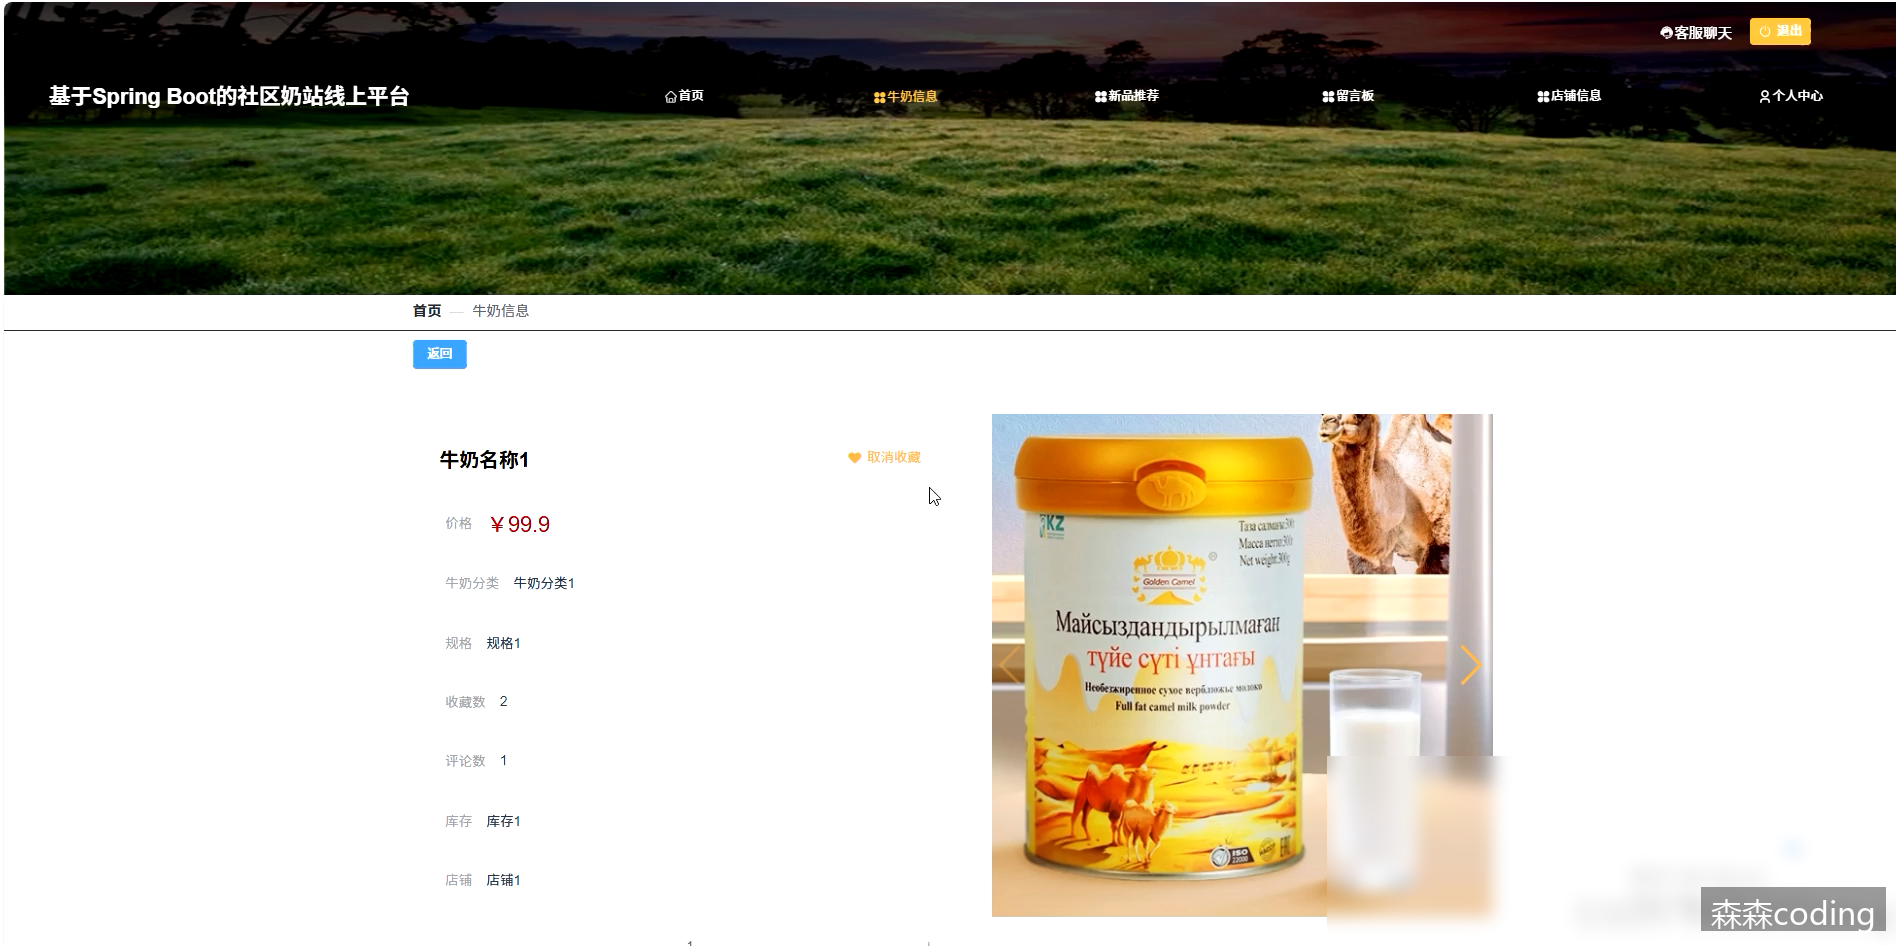 客服聊天
退出
基于Spring Boot的社区奶站线上平台
首页
牛奶信息
新品推荐
留言板
店铺信息
个人中心
首页 — 牛奶信息
返回
牛奶名称1
取消收藏
价格 ￥99.9
牛奶分类 牛奶分类1
规格 规格1
收藏数 2
评论数 1
库存 库存1
店铺 店铺1
KZ
Таза салмағы:300г
Масса нетто:300г
Net weight:300g
Golden Camel
Майсыздандырылмаған
түйе сүті ұнтағы
Необезжиренное сухое верблюжье молоко
Full fat camel milk powder
ISO
22000
HACCP
EAC
森森coding